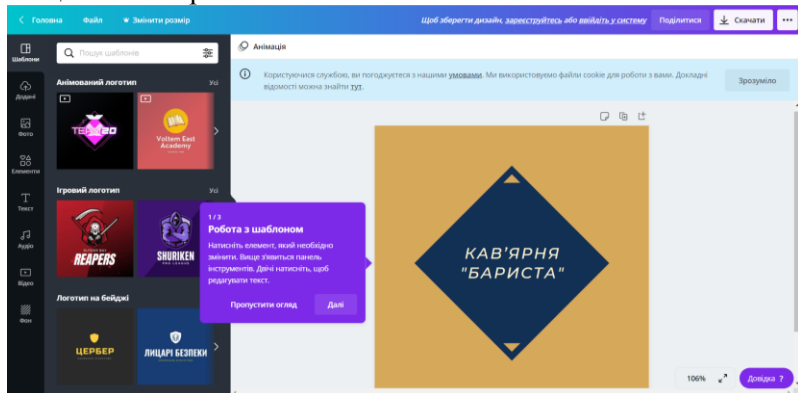 Головна Файл Змінити розмір Щоб зберегти дизайн, зареєструйтесь або ввійдіть у систему Поділитися Скачати
Шаблони
Додані
Фото
Елементи
Текст
Аудіо
Відео
Фон
Пошук шаблонів
Анімований логотип Усі
Voltem East
Academy
Ігровий логотип Усі
REAPERS
SHURIKEN
Логотип на бейджі
ЦЕРБЕР
ЛИЦАРІ БЕЗПЕКИ
Анімація
Користуючися службою, ви погоджуєтеся з нашими умовами. Ми використовуємо файли cookie для роботи з вами. Докладні
відомості можна знайти тут.
Зрозуміло
1 / 3
Робота з шаблоном
Натисніть елемент, який необхідно
змінити. Вище з'явиться панель
інструментів. Двічі натисніть, щоб
редагувати текст.
Пропустити огляд Далі
КАВ'ЯРНЯ
"БАРИСТА"
106% Довідка ?